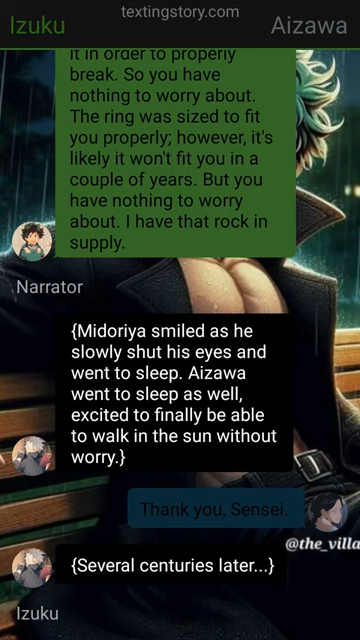 textingstory.com
Izuku
Aizawa
it in order to properly
break. So you have
nothing to worry about.
The ring was sized to fit
you properly; however, it's
likely it won't fit you in a
couple of years. But you
have nothing to worry
about. I have that rock in
supply.
Narrator
{Midoriya smiled as he
slowly shut his eyes and
went to sleep. Aizawa
went to sleep as well,
excited to finally be able
to walk in the sun without
worry.}
Thank you, Sensei.
@the_villa
{Several centuries later...}
Izuku